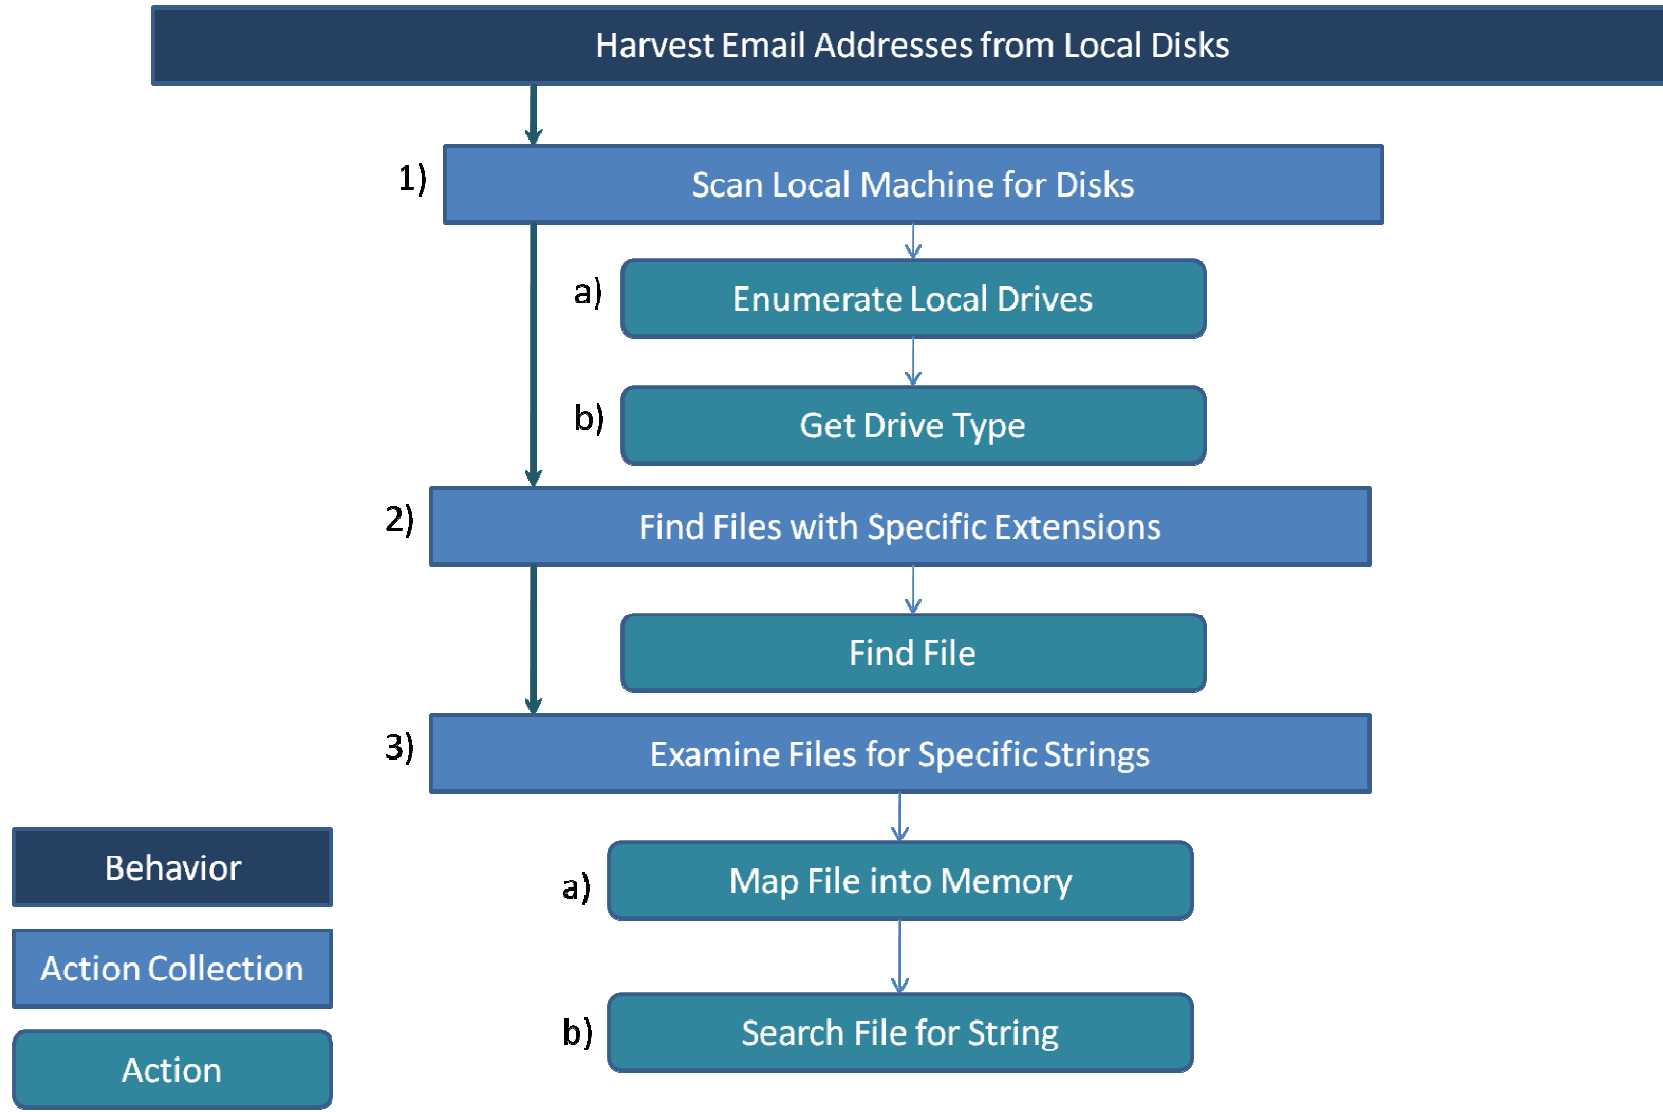 Harvest Email Addresses from Local Disks
1) Scan Local Machine for Disks
a) Enumerate Local Drives
b) Get Drive Type
2) Find Files with Specific Extensions
Find File
3) Examine Files for Specific Strings
a) Map File into Memory
b) Search File for String
Behavior
Action Collection
Action